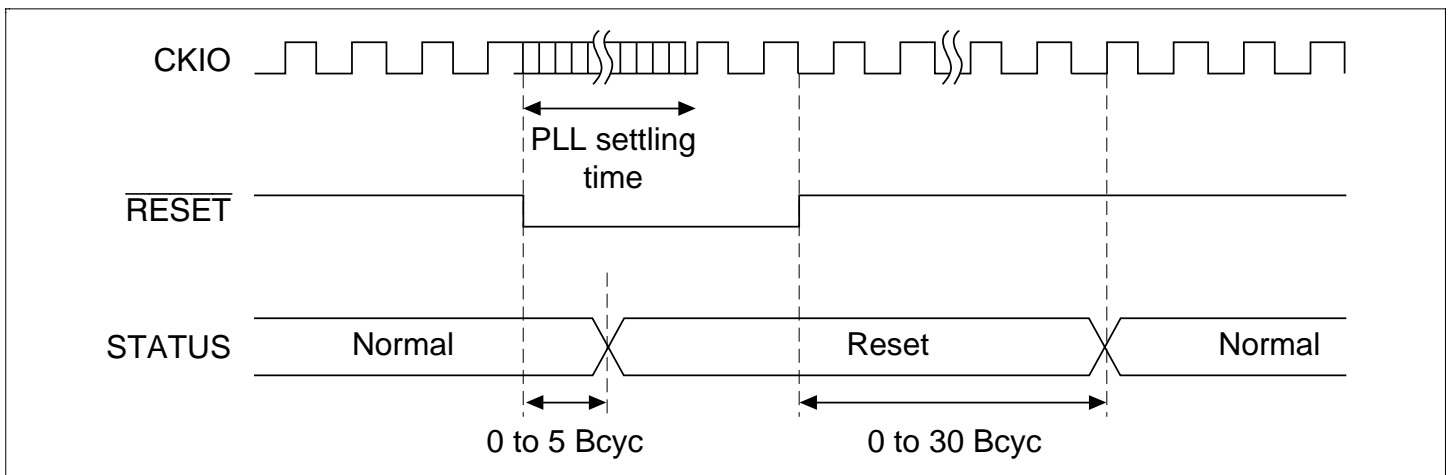 CKIO
PLL settling
time
RESET
STATUS
Normal
Reset
Normal
0 to 5 Bcyc
0 to 30 Bcyc